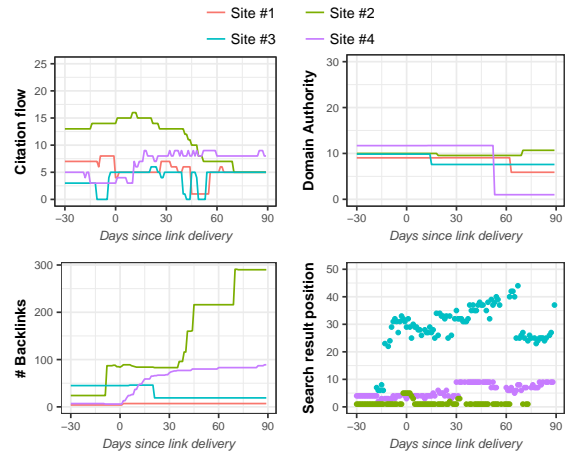 Site #1 Site #2
Site #3 Site #4
Citation flow
25
20
15
10
5
0
−30 0 30 60 90
Days since link delivery
Domain Authority
30
20
10
0
−30 0 30 60 90
Days since link delivery
# Backlinks
300
200
100
0
−30 0 30 60 90
Days since link delivery
Search result position
50
40
30
20
10
0
−30 0 30 60 90
Days since link delivery